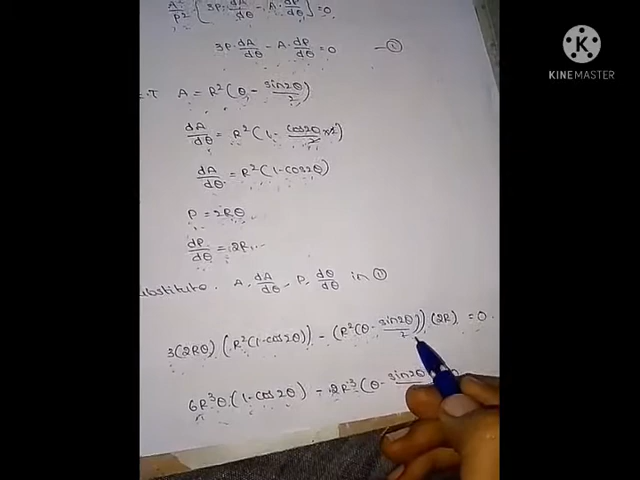 A² / P² { 3P · dA/dθ - A · dP/dθ } = 0
3P · dA/dθ - A · dP/dθ = 0 - ①
.T A = R² (θ - sin2θ/2)
dA/dθ = R² (1 - cos2θ/2 × 2)
dA/dθ = R² (1 - cos2θ)
P = 2Rθ
dP/dθ = 2R
ubstitute. A, dA/dθ, P, dθ/dθ in ①
3(2Rθ) (R²(1-cos2θ)) - (R²(θ - sin2θ/2)) (2R) = 0.
6R³θ. (1-cos2θ) - 2R³ (θ - sin2θ
KINEMASTER